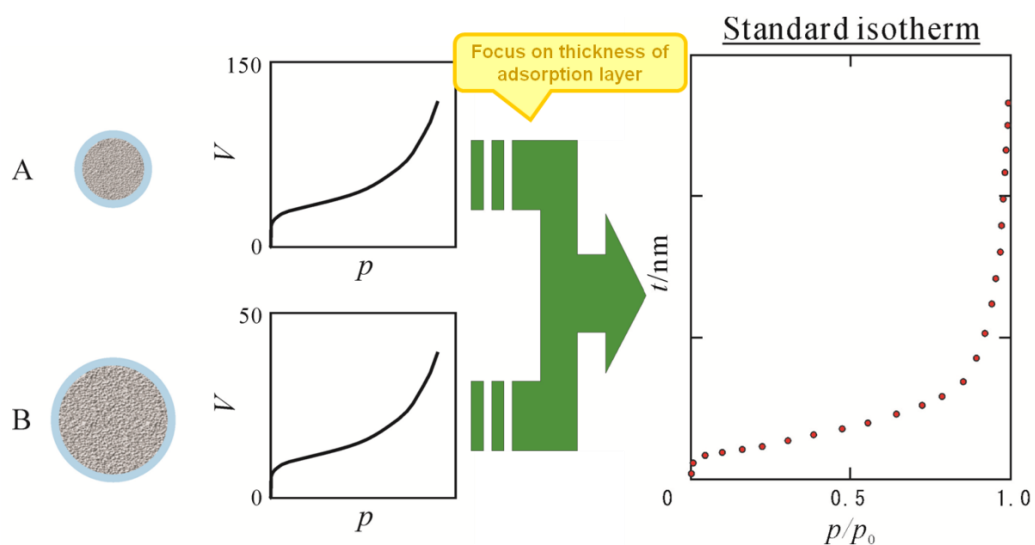 Standard isotherm
Focus on thickness of
adsorption layer
150
V
A
0
p
t/nm
50
V
B
0
p
0
0.5
1.0
p/p₀